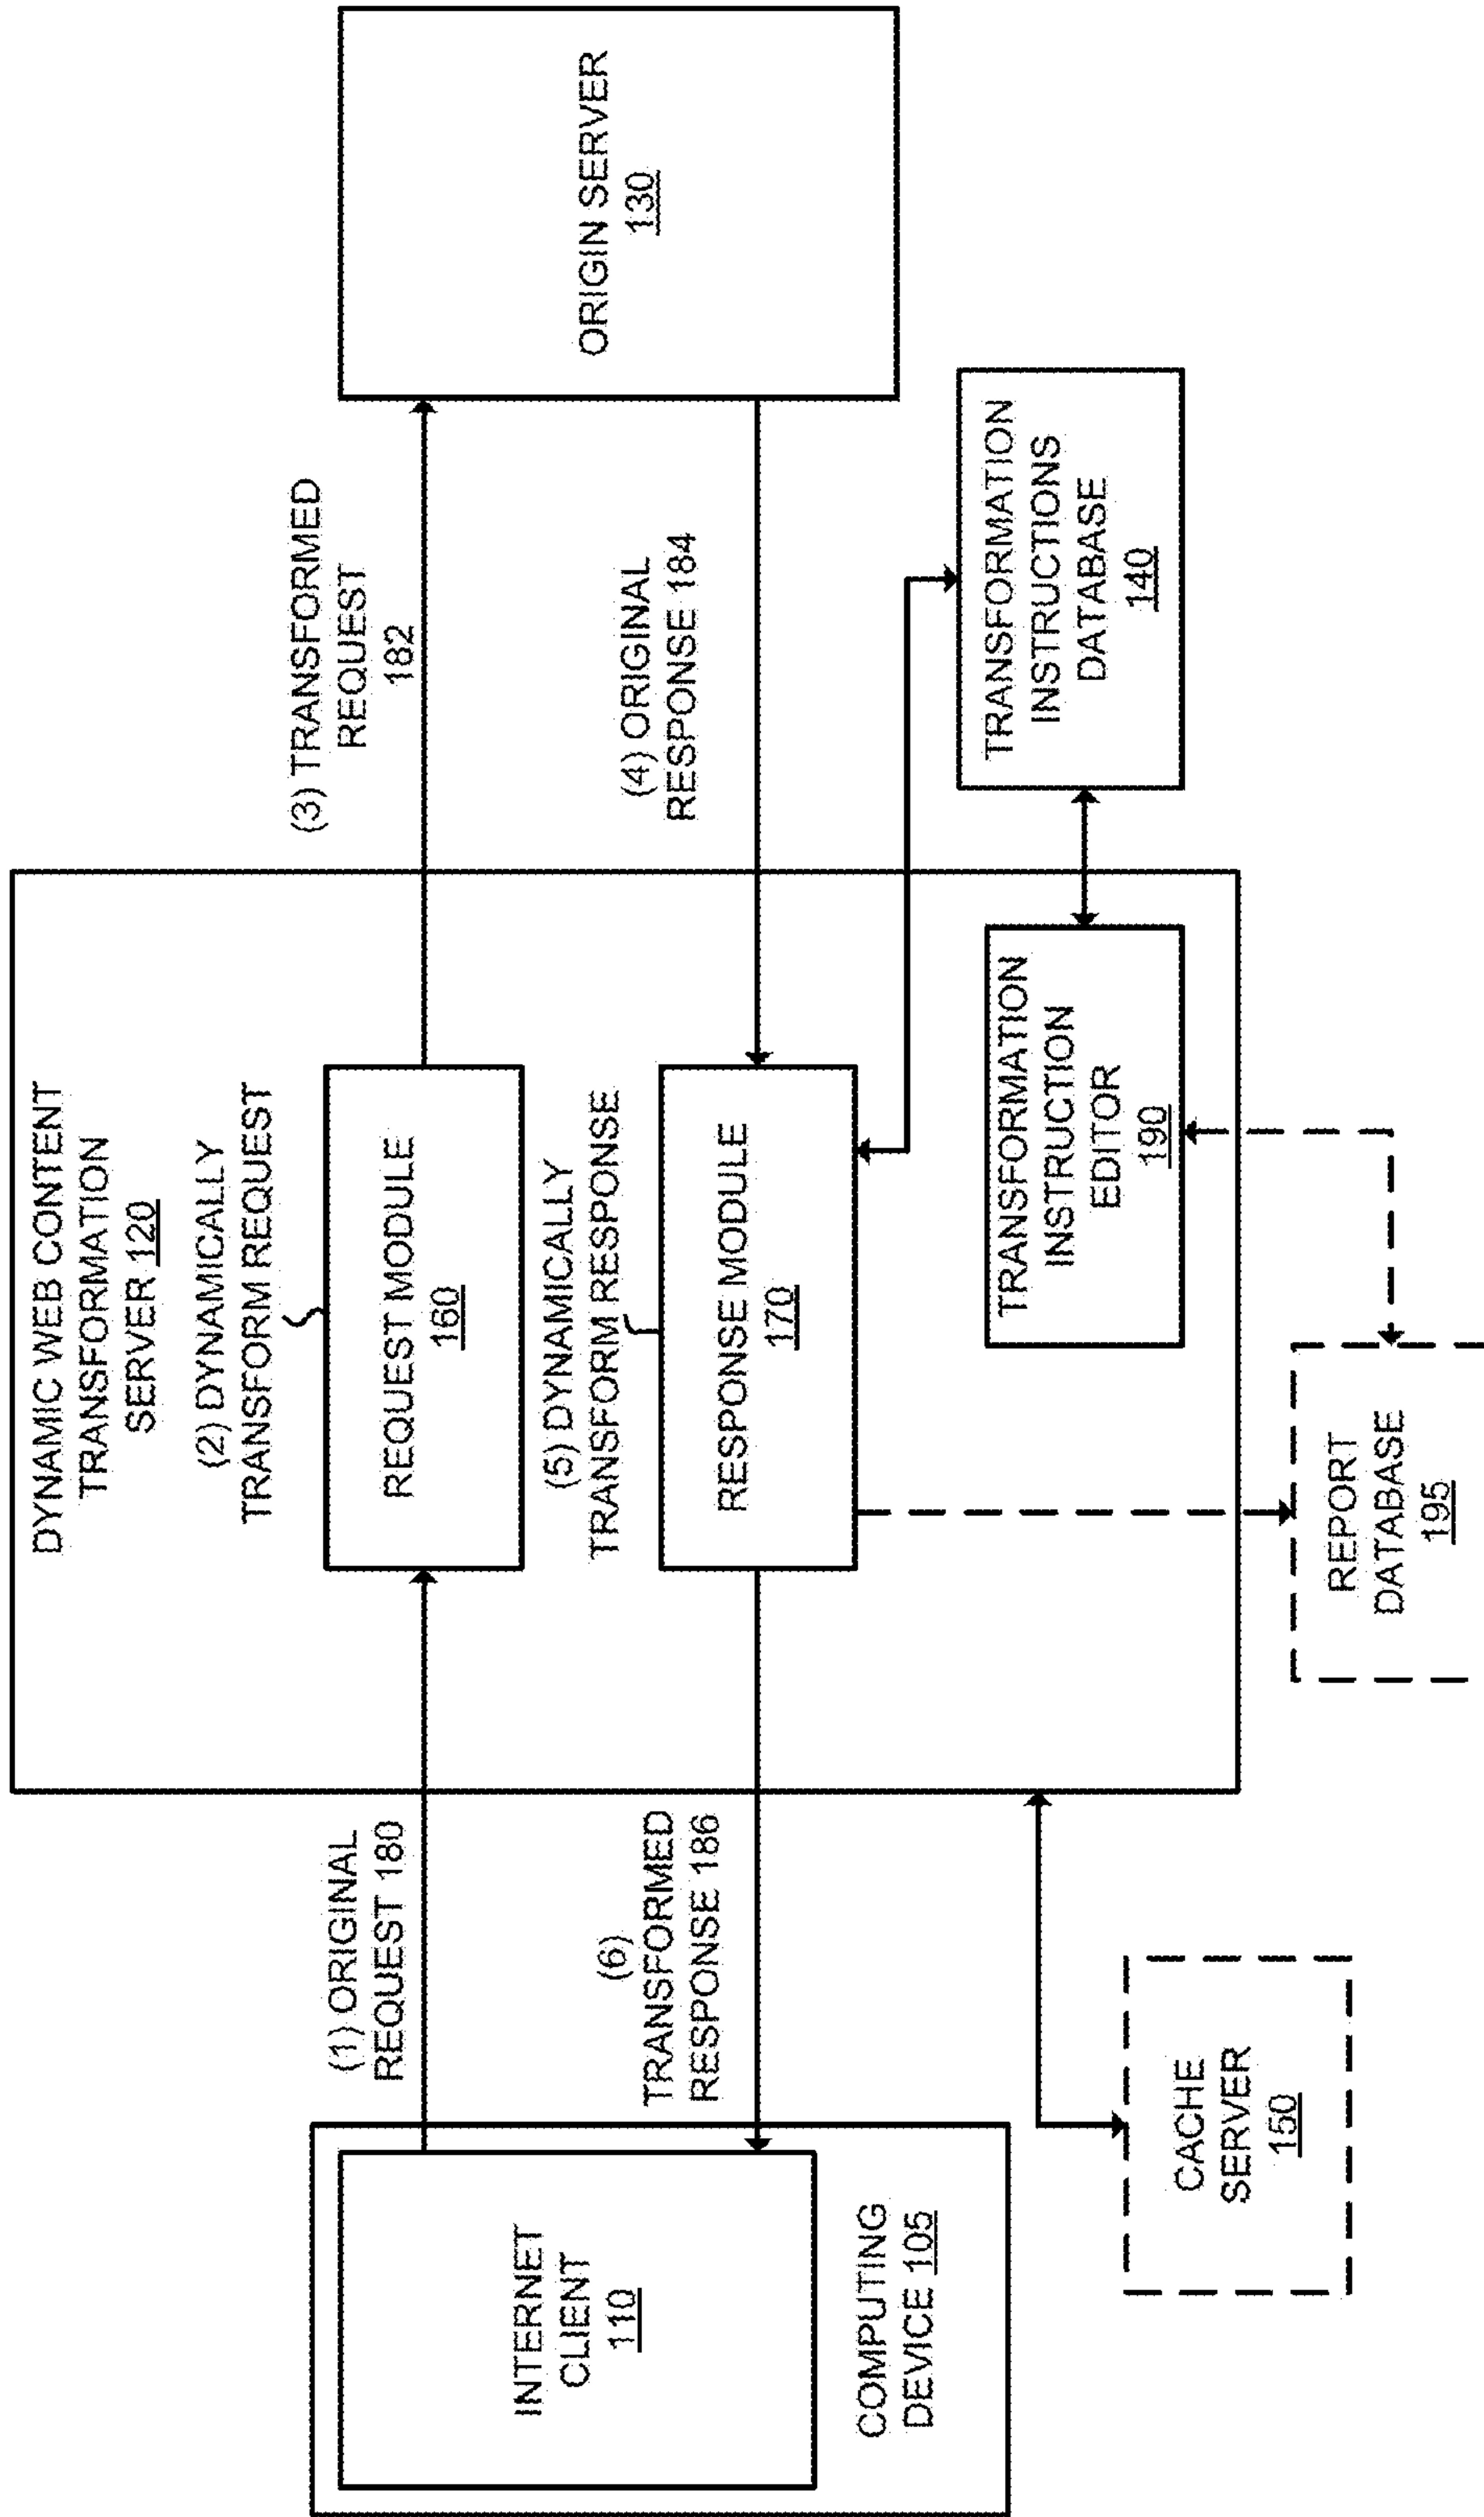 DYNAMIC WEB CONTENT
TRANSFORMATION
SERVER 120
(2) DYNAMICALLY
TRANSFORM REQUEST
REQUEST MODULE
160
(1) ORIGINAL
REQUEST 180
(3) TRANSFORMED
REQUEST
182
ORIGIN SERVER
130
INTERNET
CLIENT
110
COMPUTING
DEVICE 105
(6)
TRANSFORMED
RESPONSE 186
(5) DYNAMICALLY
TRANSFORM RESPONSE
RESPONSE MODULE
170
(4) ORIGINAL
RESPONSE 184
TRANSFORMATION
INSTRUCTIONS
DATABASE
140
TRANSFORMATION
INSTRUCTION
EDITOR
190
CACHE
SERVER
150
REPORT
DATABASE
195